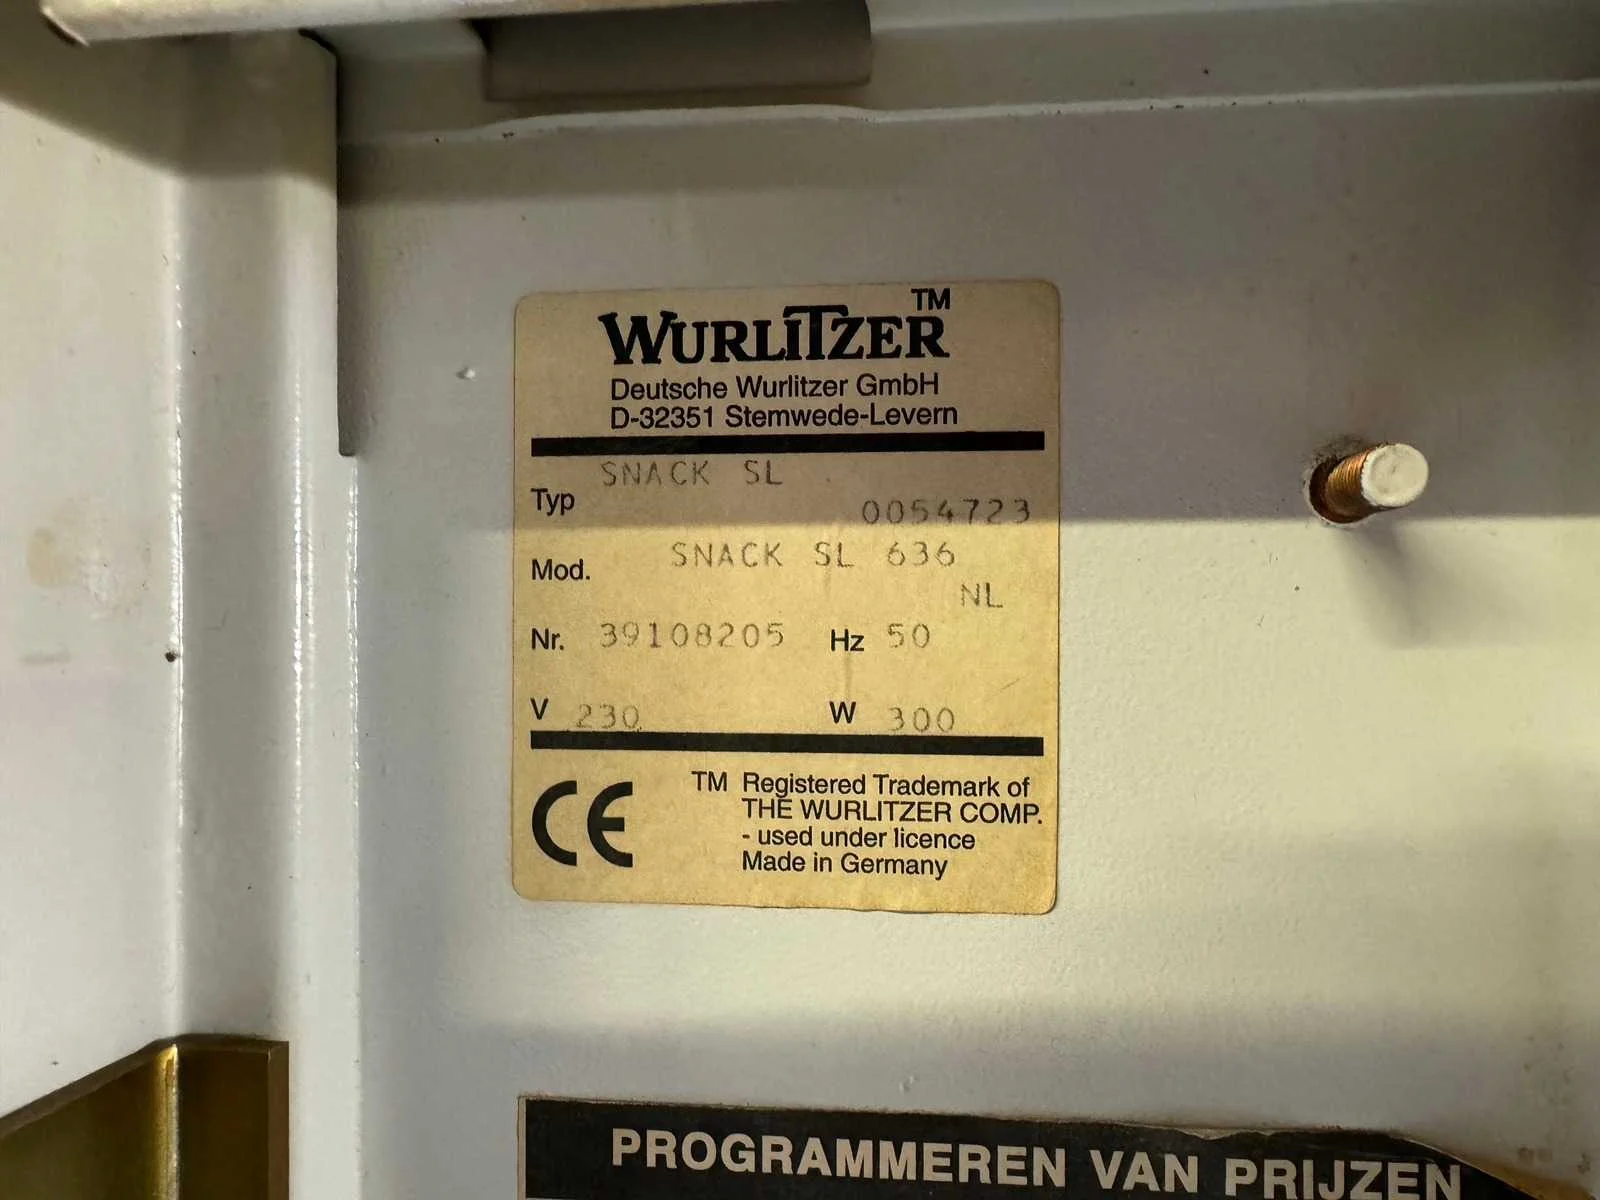 WURLITZER TM
Deutsche Wurlitzer GmbH
D-32351 Stemwede-Levern
Typ SNACK SL
0054723
Mod. SNACK SL 636
NL
Nr. 39108205 Hz 50
V 230 W 300
CE
TM Registered Trademark of
THE WURLITZER COMP.
- used under licence
Made in Germany
PROGRAMMEREN VAN PRIJZEN